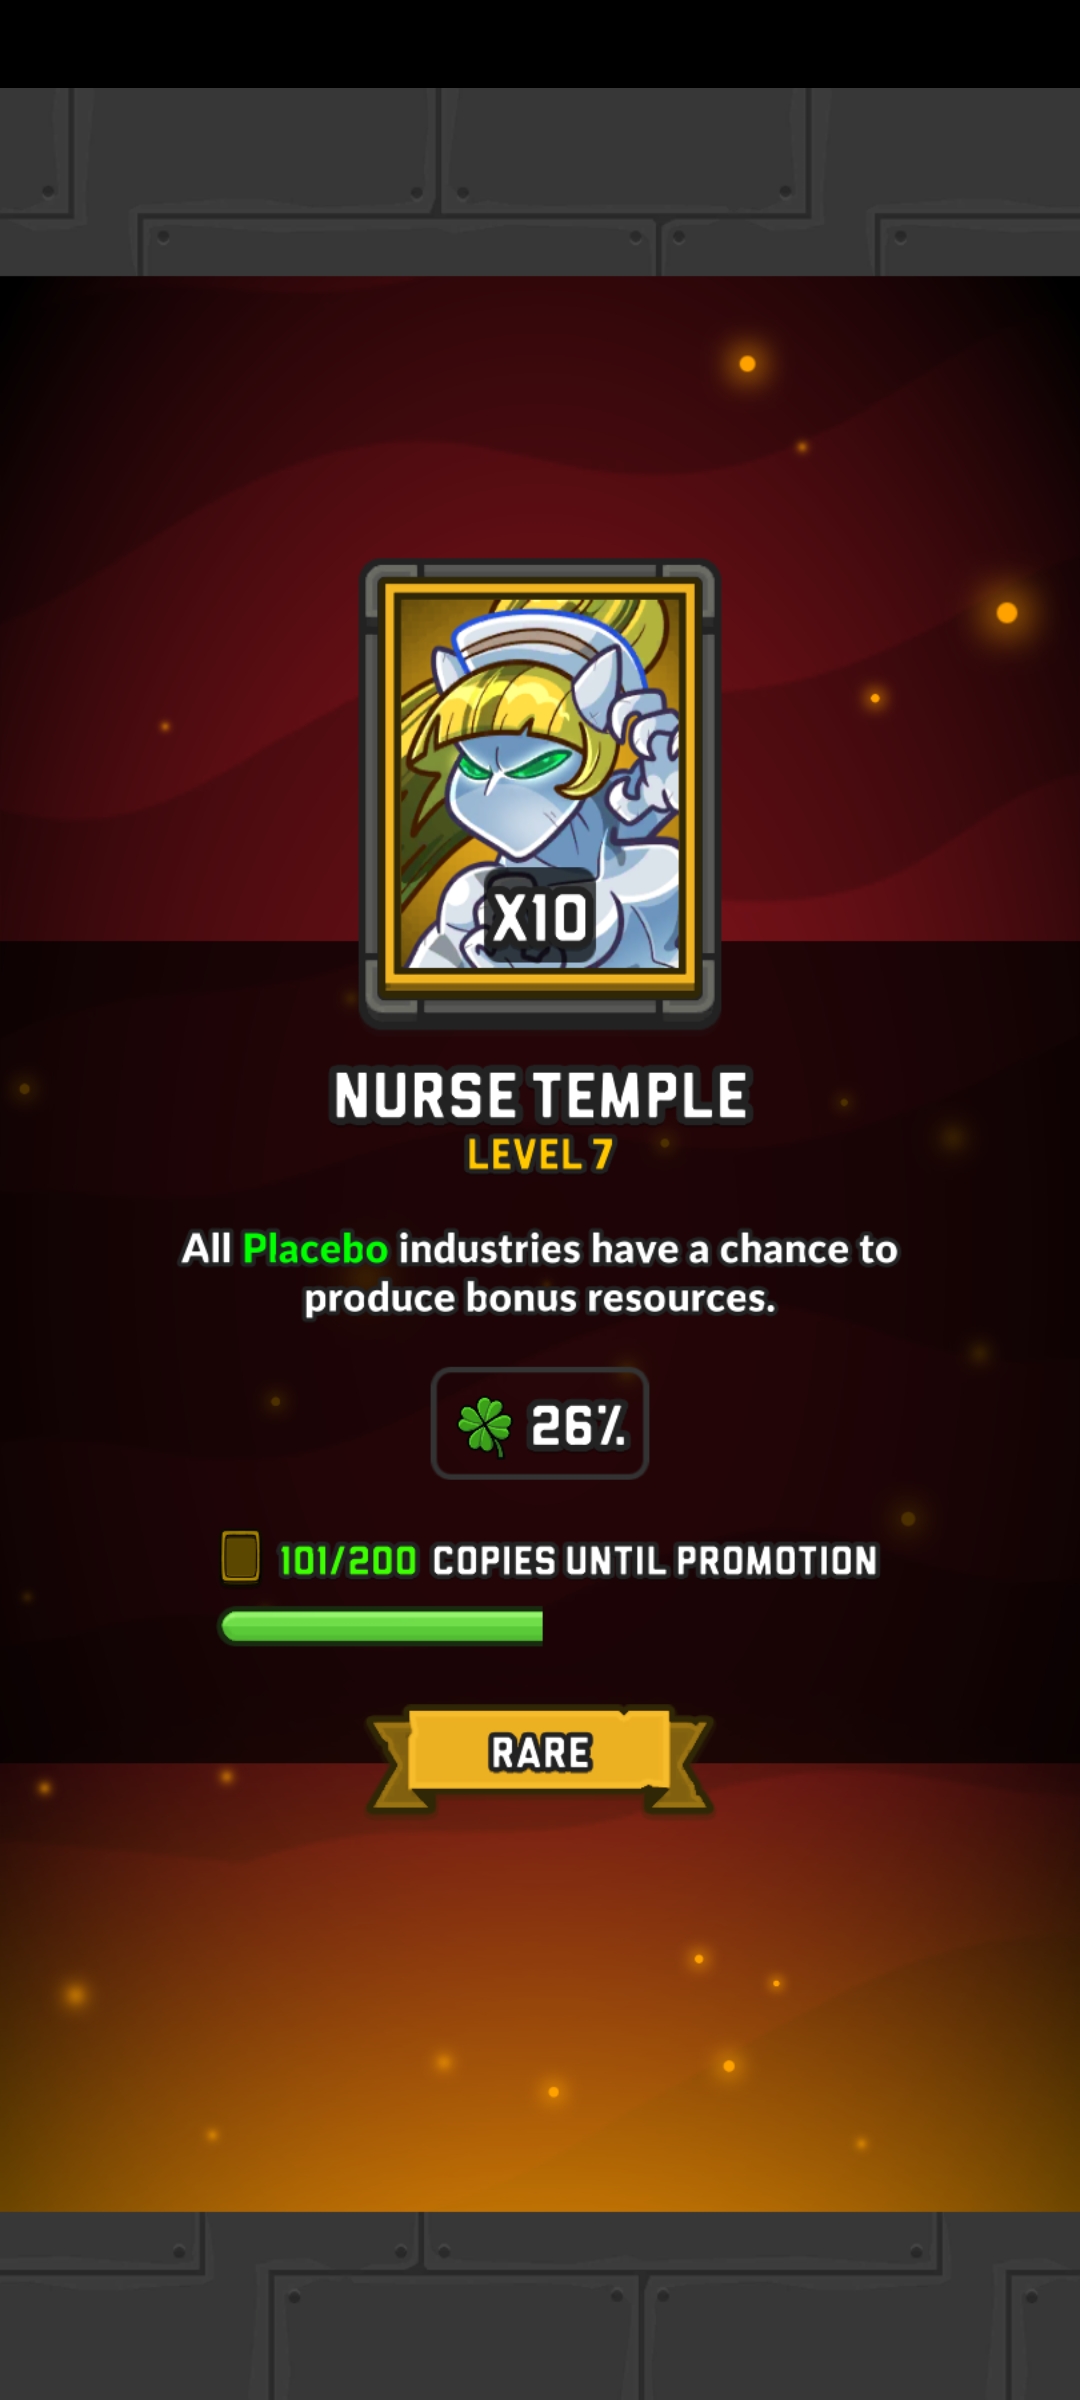 X10
NURSE TEMPLE
LEVEL 7
All Placebo industries have a chance to
produce bonus resources.
26%
101/200 COPIES UNTIL PROMOTION
RARE